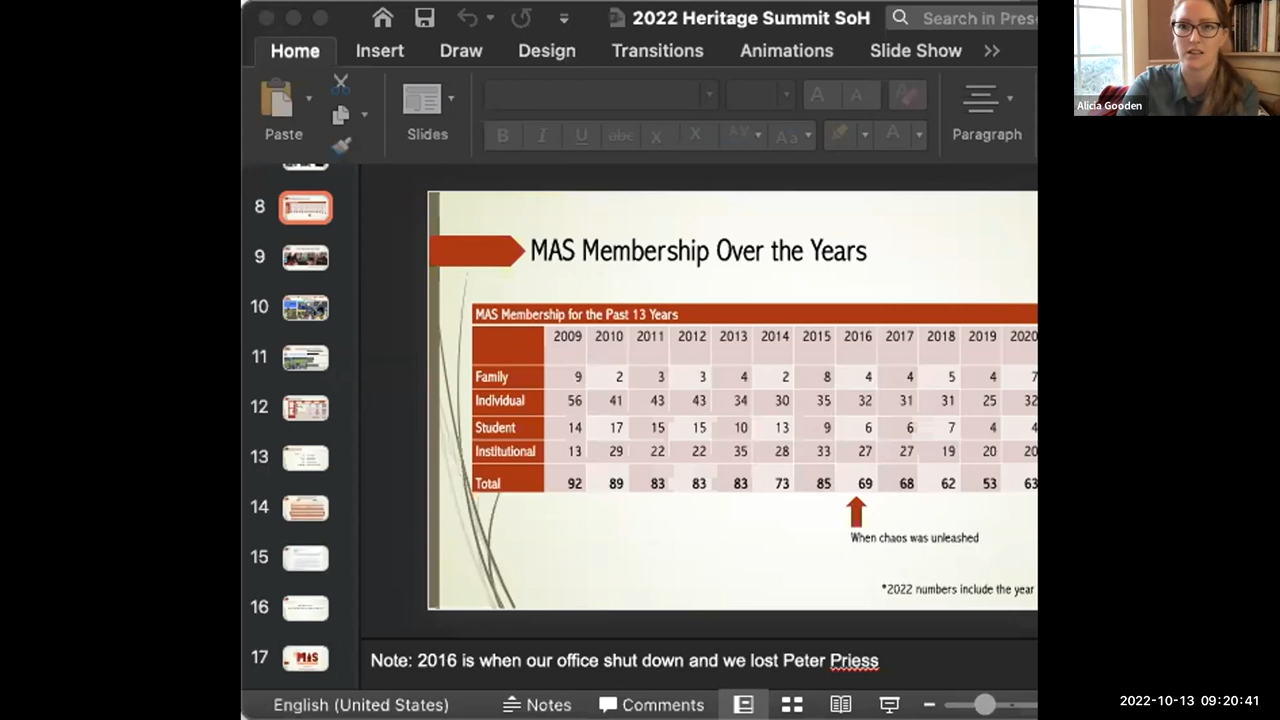 2022 Heritage Summit SoH
Search in Pres
Home Insert Draw Design Transitions Animations Slide Show >>
Paste Slides B I U abc X X AV Aa A Paragraph
Alicia Gooden
8
9
10
11
12
13
14
15
16
17
MAS Membership Over the Years
MAS Membership for the Past 13 Years
2009 2010 2011 2012 2013 2014 2015 2016 2017 2018 2019 2020
Family 9 2 3 3 4 2 8 4 4 5 4 7
Individual 56 41 43 43 34 30 35 32 31 31 25 32
Student 14 17 15 15 10 13 9 6 6 7 4 4
Institutional 13 29 22 22 35 28 33 27 27 19 20 20
Total 92 89 83 83 83 73 85 69 68 62 53 63
When chaos was unleashed
*2022 numbers include the year
MAS
Note: 2016 is when our office shut down and we lost Peter Priess
English (United States) Notes Comments
2022-10-13 09:20:41